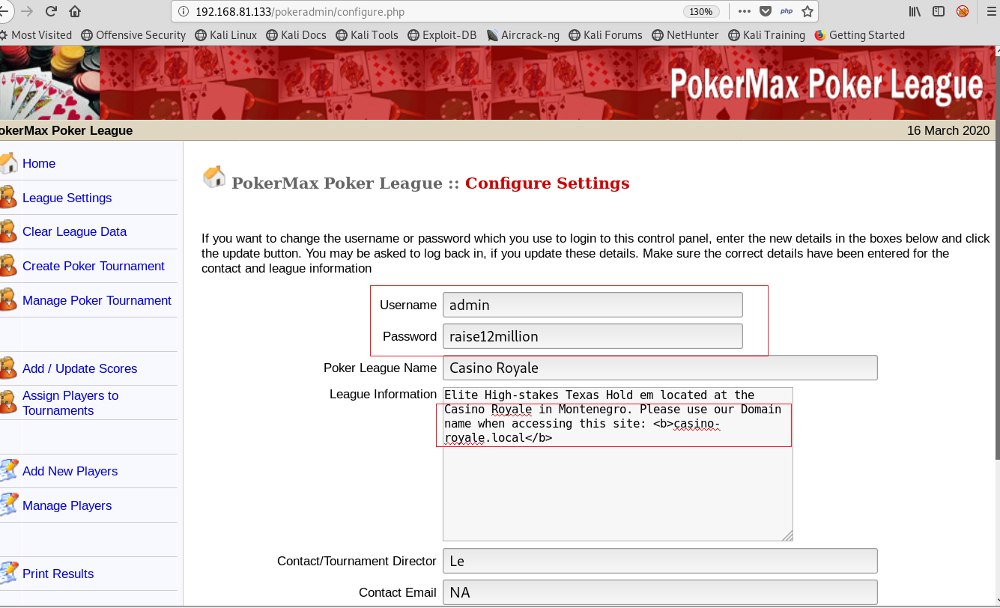 192.168.81.133/pokeradmin/configure.php
130%
php
Most Visited Offensive Security Kali Linux Kali Docs Kali Tools Exploit-DB Aircrack-ng Kali Forums NetHunter Kali Training Getting Started
PokerMax Poker League
okerMax Poker League 16 March 2020
Home
League Settings
Clear League Data
Create Poker Tournament
Manage Poker Tournament
Add / Update Scores
Assign Players to
Tournaments
Add New Players
Manage Players
Print Results
PokerMax Poker League :: Configure Settings
If you want to change the username or password which you use to login to this control panel, enter the new details in the boxes below and click
the update button. You may be asked to log back in, if you update these details. Make sure the correct details have been entered for the
contact and league information
Username admin
Password raise12million
Poker League Name Casino Royale
League Information Elite High-stakes Texas Hold em located at the
Casino Royale in Montenegro. Please use our Domain
name when accessing this site: <b>casino-
royale.local</b>
Contact/Tournament Director Le
Contact Email NA